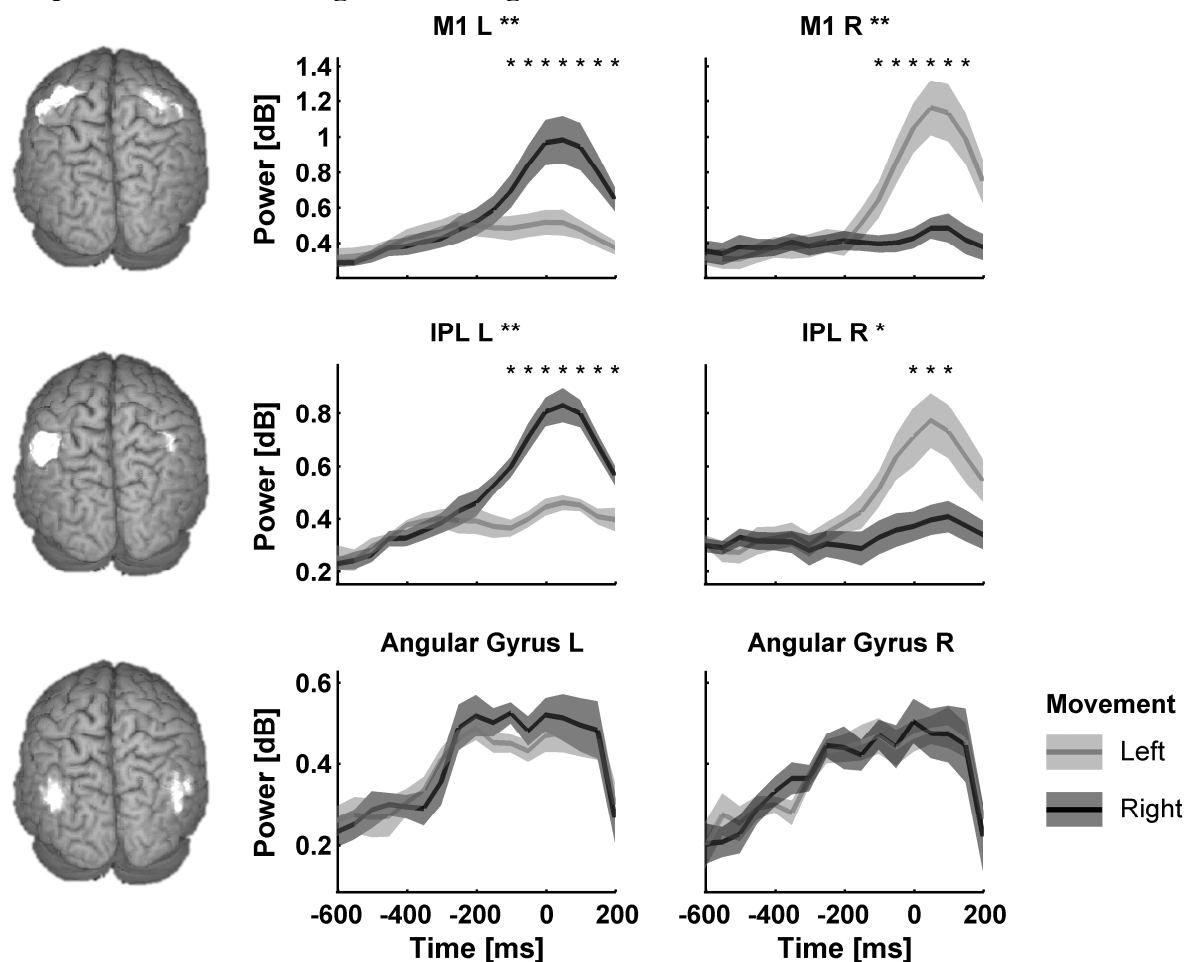 M1 L **
M1 R **
* * * * * * *
* * * * * *
Power [dB]
1.4
1.2
1
0.8
0.6
0.4
IPL L **
IPL R *
* * * * * * *
* * *
Power [dB]
0.8
0.6
0.4
0.2
Angular Gyrus L
Angular Gyrus R
Power [dB]
0.6
0.4
0.2
-600 -400 -200 0 200
-600 -400 -200 0 200
Time [ms]
Time [ms]
Movement
Left
Right